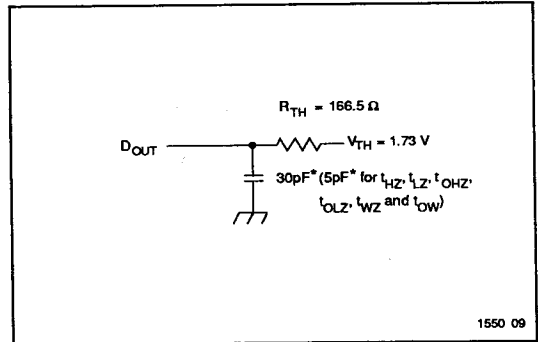 R_TH = 166.5 Ω
D_OUT
V_TH = 1.73 V
30pF* (5pF* for t_HZ, t_LZ, t_OHZ,
t_OLZ, t_WZ and t_OW)
1550 09